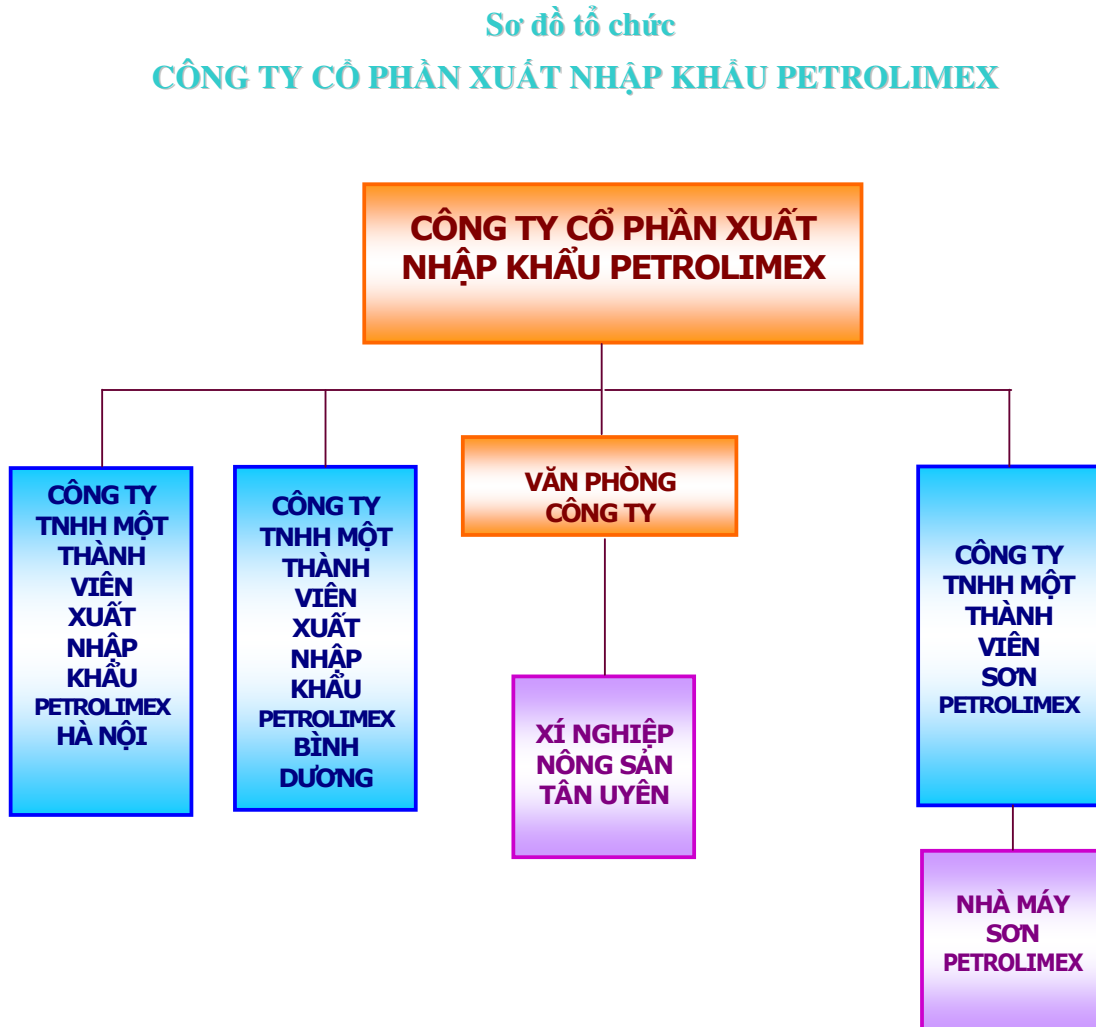 Sơ đồ tổ chức
CÔNG TY CỔ PHẦN XUẤT NHẬP KHẨU PETROLIMEX
CÔNG TY CỔ PHẦN XUẤT
NHẬP KHẨU PETROLIMEX
CÔNG TY
TNHH MỘT
THÀNH
VIÊN
XUẤT
NHẬP
KHẨU
PETROLIMEX
HÀ NỘI
CÔNG TY
TNHH MỘT
THÀNH
VIÊN
XUẤT
NHẬP
KHẨU
PETROLIMEX
BÌNH
DƯƠNG
VĂN PHÒNG
CÔNG TY
XÍ NGHIỆP
NÔNG SẢN
TÂN UYÊN
CÔNG TY
TNHH MỘT
THÀNH
VIÊN
SƠN
PETROLIMEX
NHÀ MÁY
SƠN
PETROLIMEX